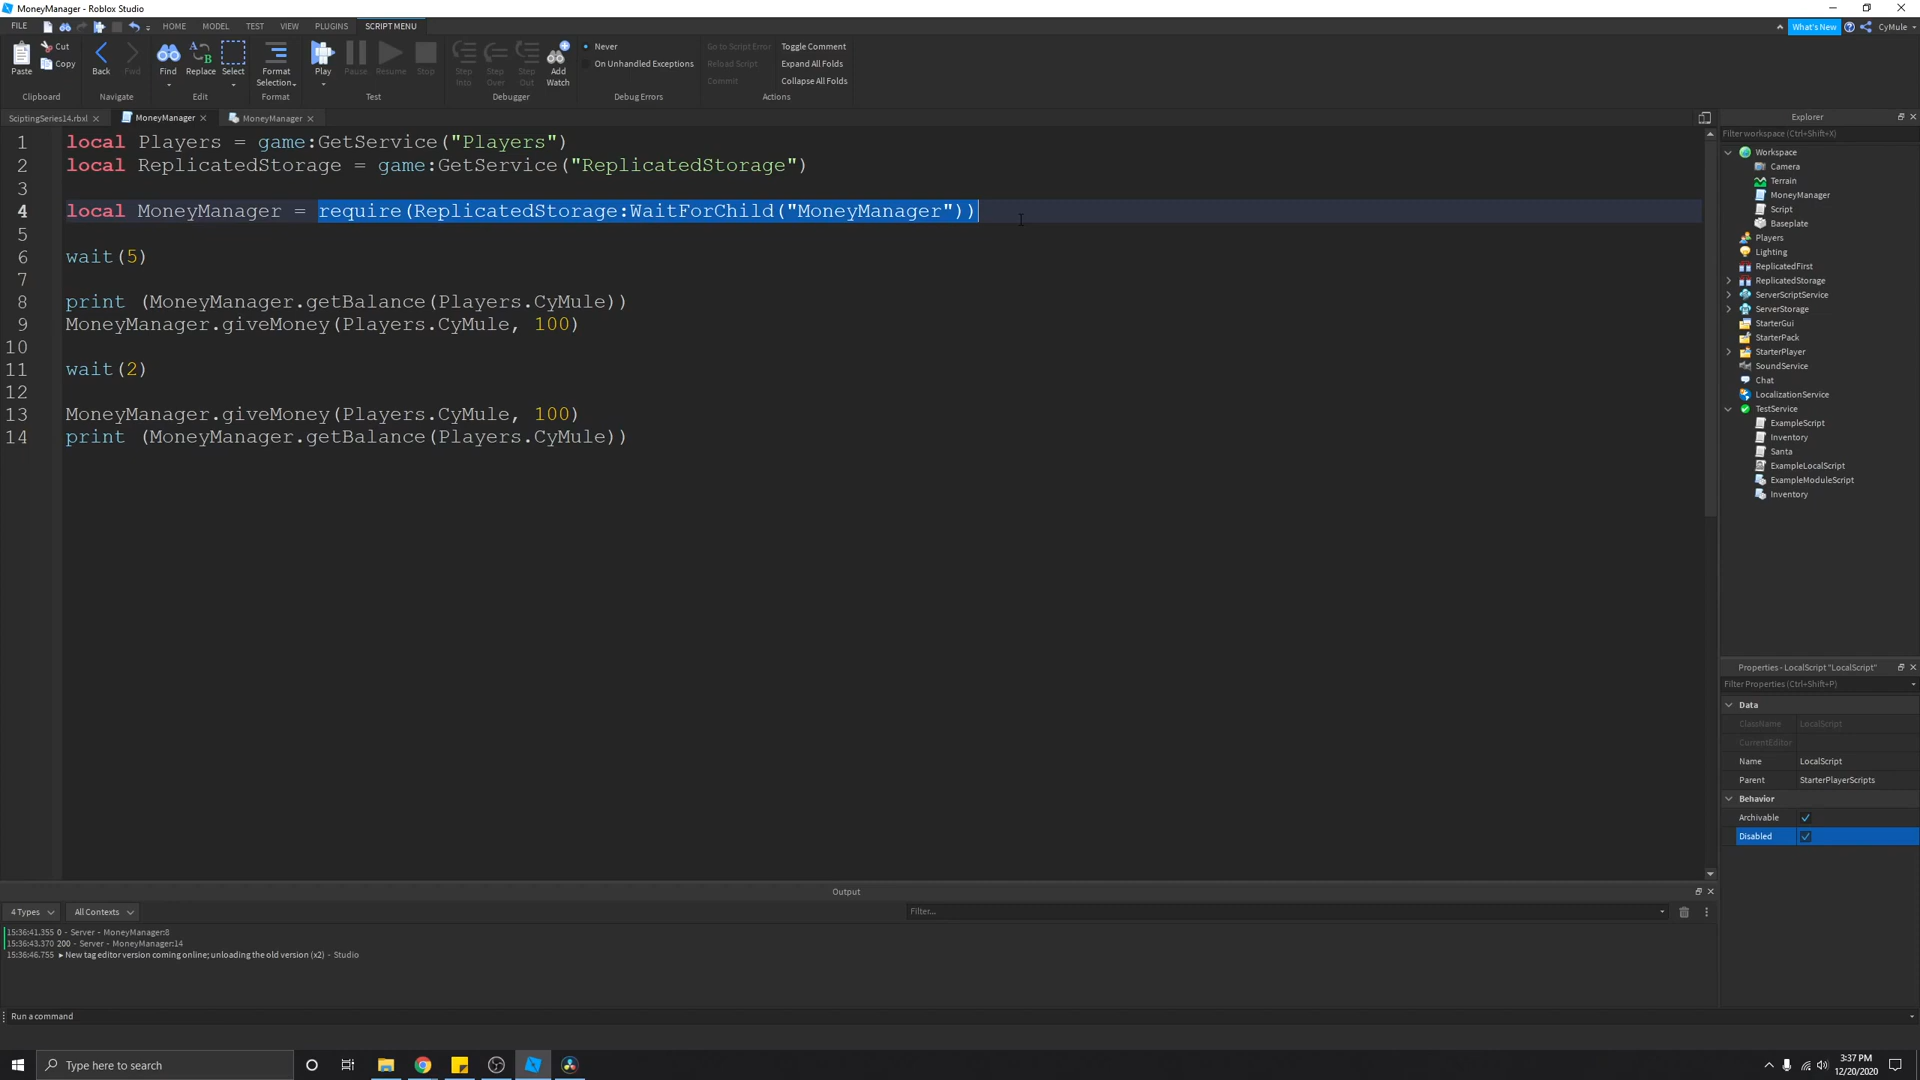 MoneyManager - Roblox Studio
FILE HOME MODEL TEST VIEW PLUGINS SCRIPT MENU What's New CyMule
Paste Cut Copy Clipboard
Back Fwd Navigate
Find Replace Select Edit
Format Selection... Format
Play Pause Resume Stop Test
Step Into Step Over Step Out Add Watch Debugger
Never
On Unhandled Exceptions
Debug Errors
Go to Script Error
Reload Script
Commit
Toggle Comment
Expand All Folds
Collapse All Folds
Actions
SciptingSeries14.rbxl MoneyManager MoneyManager
1 local Players = game:GetService("Players")
2 local ReplicatedStorage = game:GetService("ReplicatedStorage")
3
4 local MoneyManager = require(ReplicatedStorage:WaitForChild("MoneyManager"))
5
6 wait(5)
7
8 print (MoneyManager.getBalance(Players.CyMule))
9 MoneyManager.giveMoney(Players.CyMule, 100)
10
11 wait(2)
12
13 MoneyManager.giveMoney(Players.CyMule, 100)
14 print (MoneyManager.getBalance(Players.CyMule))
Explorer
Filter workspace (Ctrl+Shift+X)
Workspace
Camera
Terrain
MoneyManager
Script
Baseplate
Players
Lighting
ReplicatedFirst
ReplicatedStorage
ServerScriptService
ServerStorage
StarterGui
StarterPack
StarterPlayer
SoundService
Chat
LocalizationService
TestService
ExampleScript
Inventory
Santa
ExampleLocalScript
ExampleModuleScript
Inventory
Properties - LocalScript "LocalScript"
Filter Properties (Ctrl+Shift+P)
Data
ClassName LocalScript
CurrentEditor
Name LocalScript
Parent StarterPlayerScripts
Behavior
Archivable
Disabled
Output
4 Types All Contexts Filter...
15:36:41.355 0 - Server - MoneyManager:8
15:36:43.370 200 - Server - MoneyManager:14
15:36:46.755 ▸ New tag editor version coming online; unloading the old version (x2) - Studio
Run a command
Type here to search
3:37 PM
12/20/2020